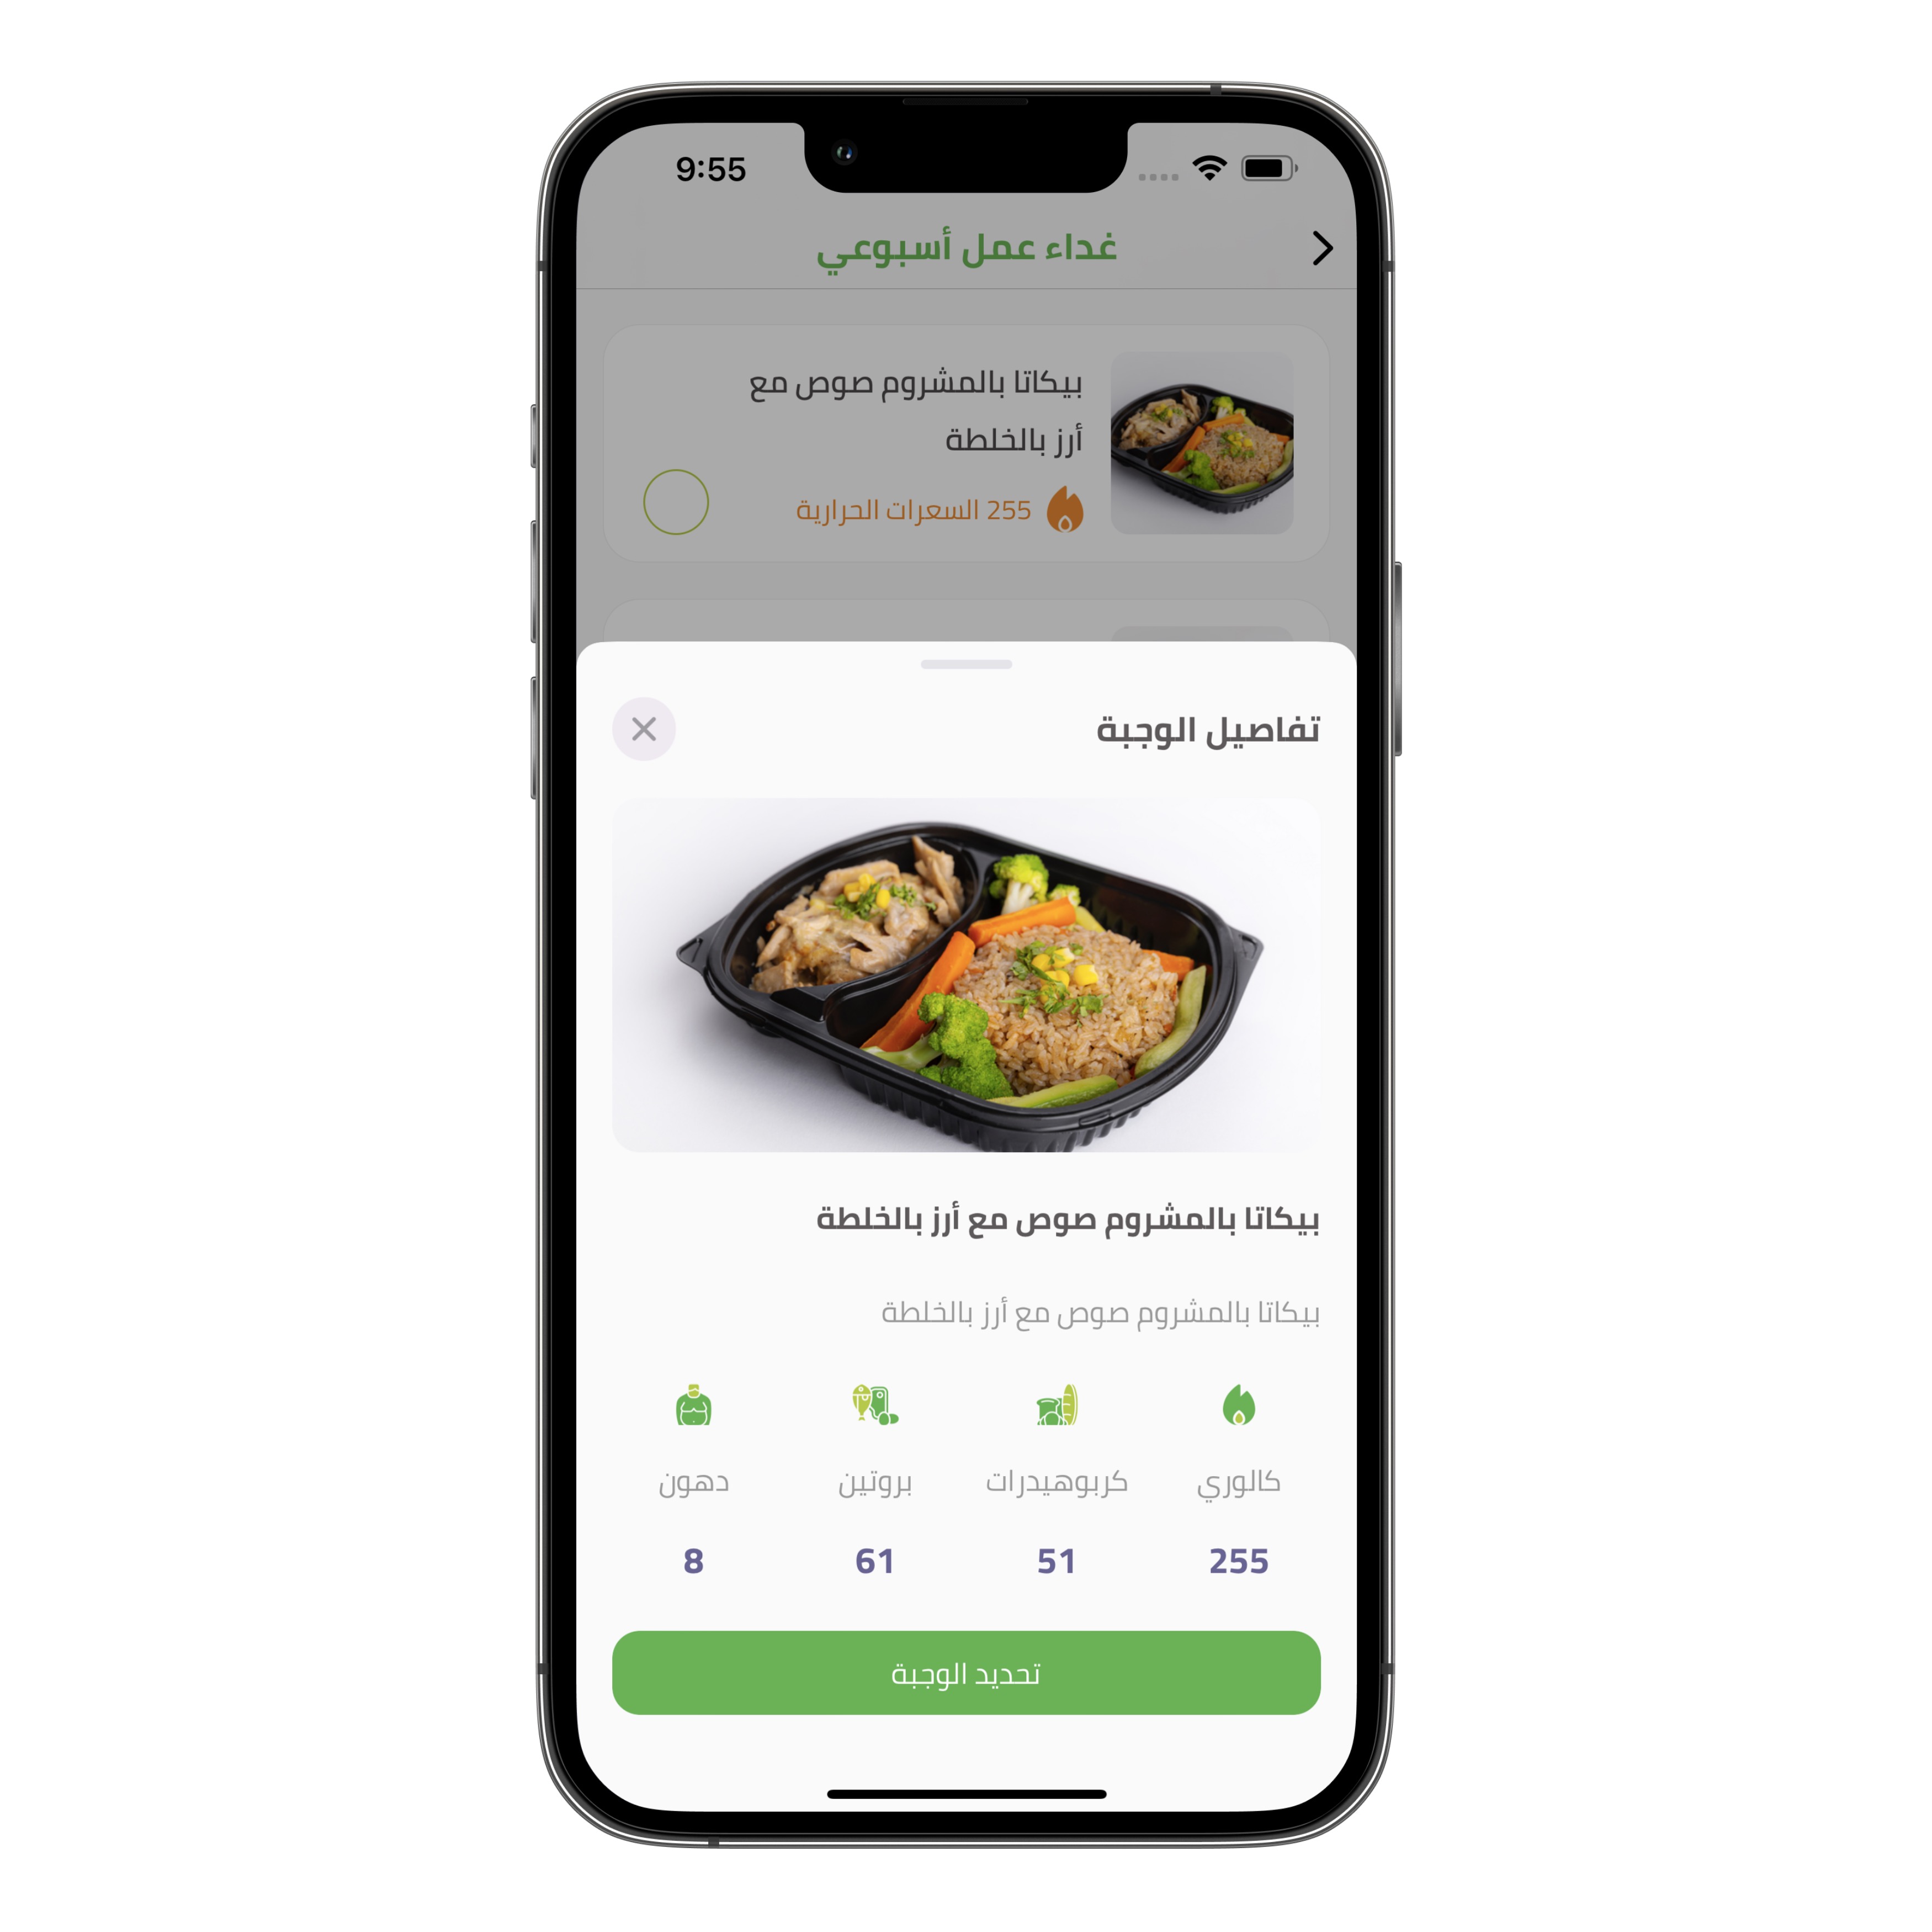 9:55
غداء عمل أسبوعي
بيكاتا بالمشروم صوص مع
أرز بالخلطة
255 السعرات الحرارية
تفاصيل الوجبة
بيكاتا بالمشروم صوص مع أرز بالخلطة
بيكاتا بالمشروم صوص مع أرز بالخلطة
كالوري كربوهيدرات بروتين دهون
255 51 61 8
تحديد الوجبة